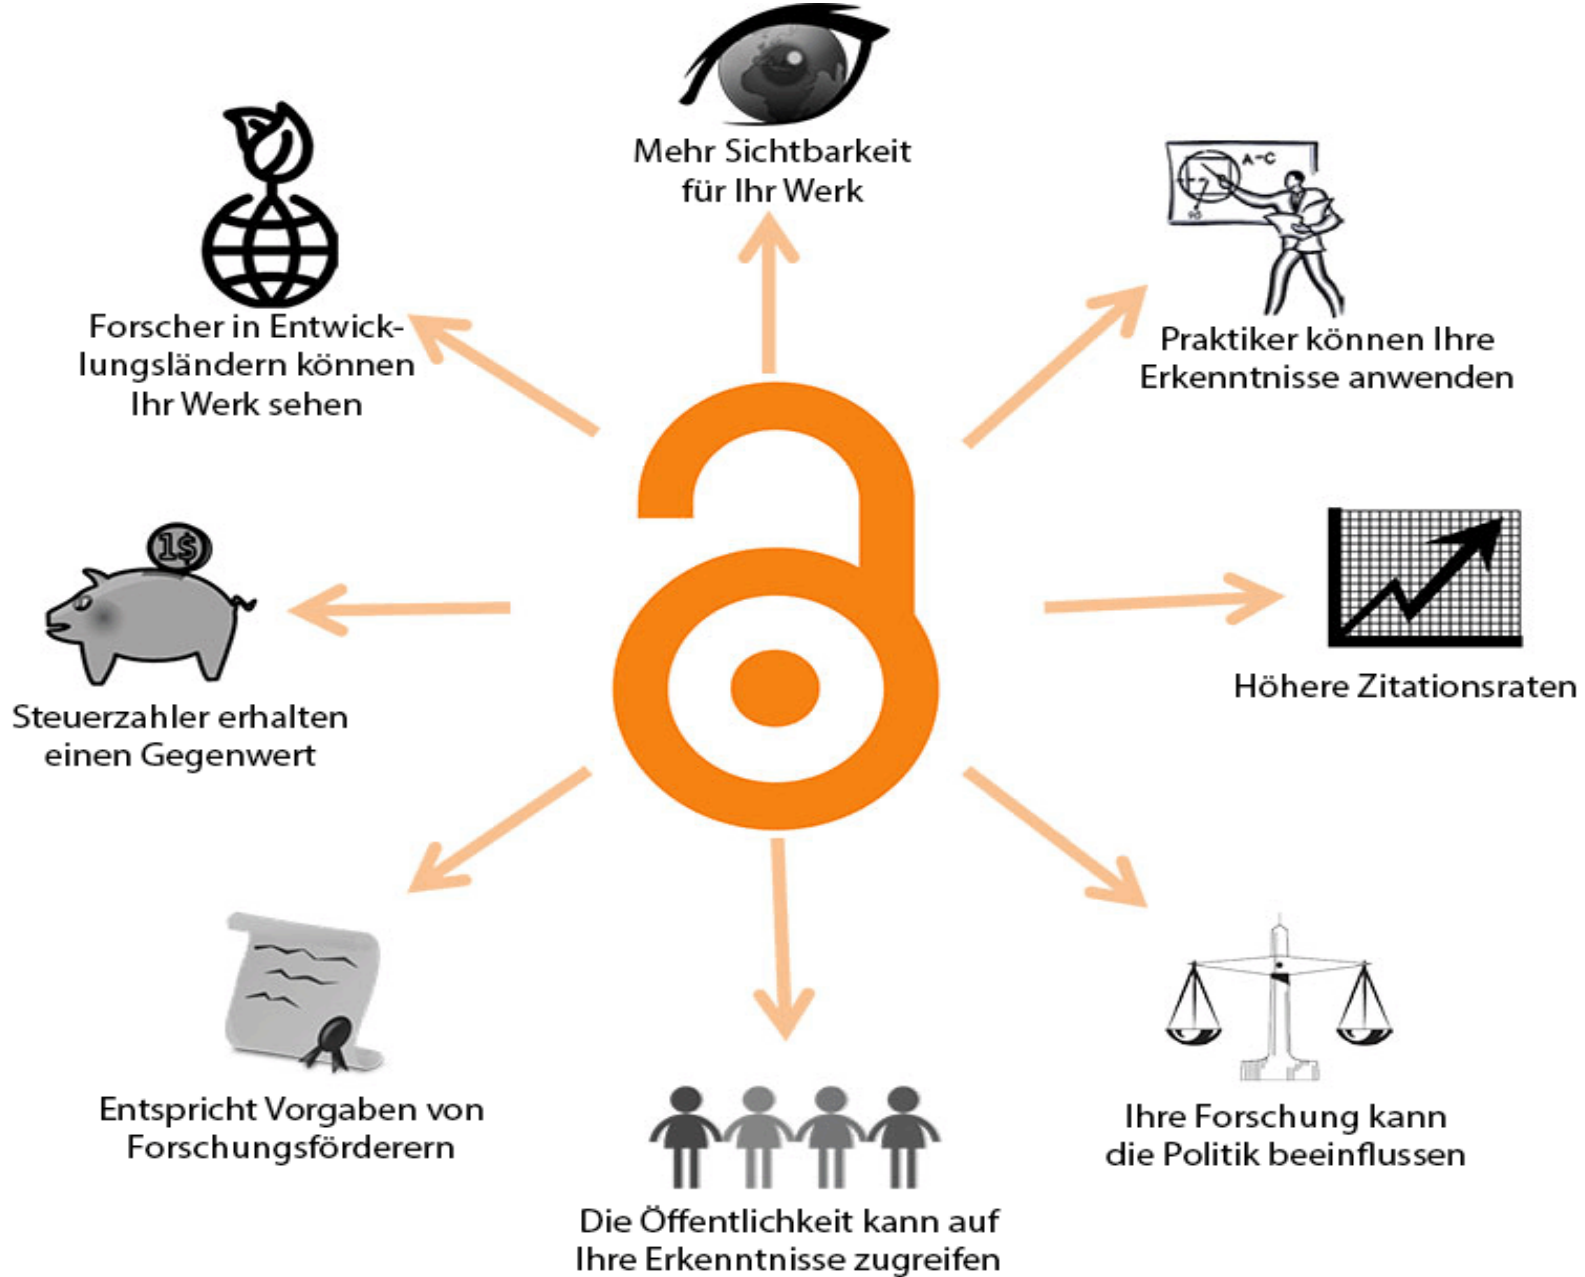 Mehr Sichtbarkeit
für Ihr Werk
A-C
Praktiker können Ihre
Erkenntnisse anwenden
Forscher in Entwick-
lungsländern können
Ihr Werk sehen
1$
Steuerzahler erhalten
einen Gegenwert
Höhere Zitationsraten
Entspricht Vorgaben von
Forschungsförderern
Ihre Forschung kann
die Politik beeinflussen
Die Öffentlichkeit kann auf
Ihre Erkenntnisse zugreifen